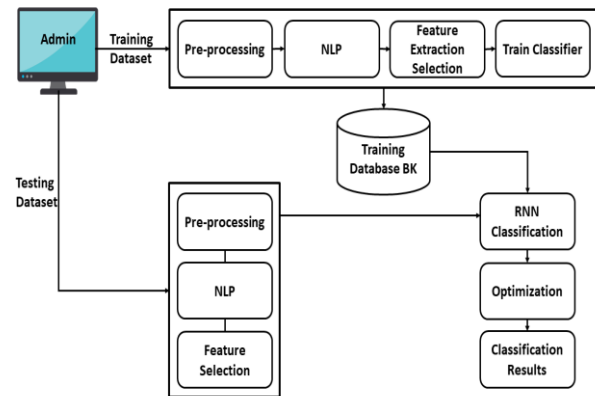 Admin
Training
Dataset
Pre-processing
NLP
Feature
Extraction
Selection
Train Classifier
Training
Database BK
Testing
Dataset
Pre-processing
NLP
Feature
Selection
RNN
Classification
Optimization
Classification
Results